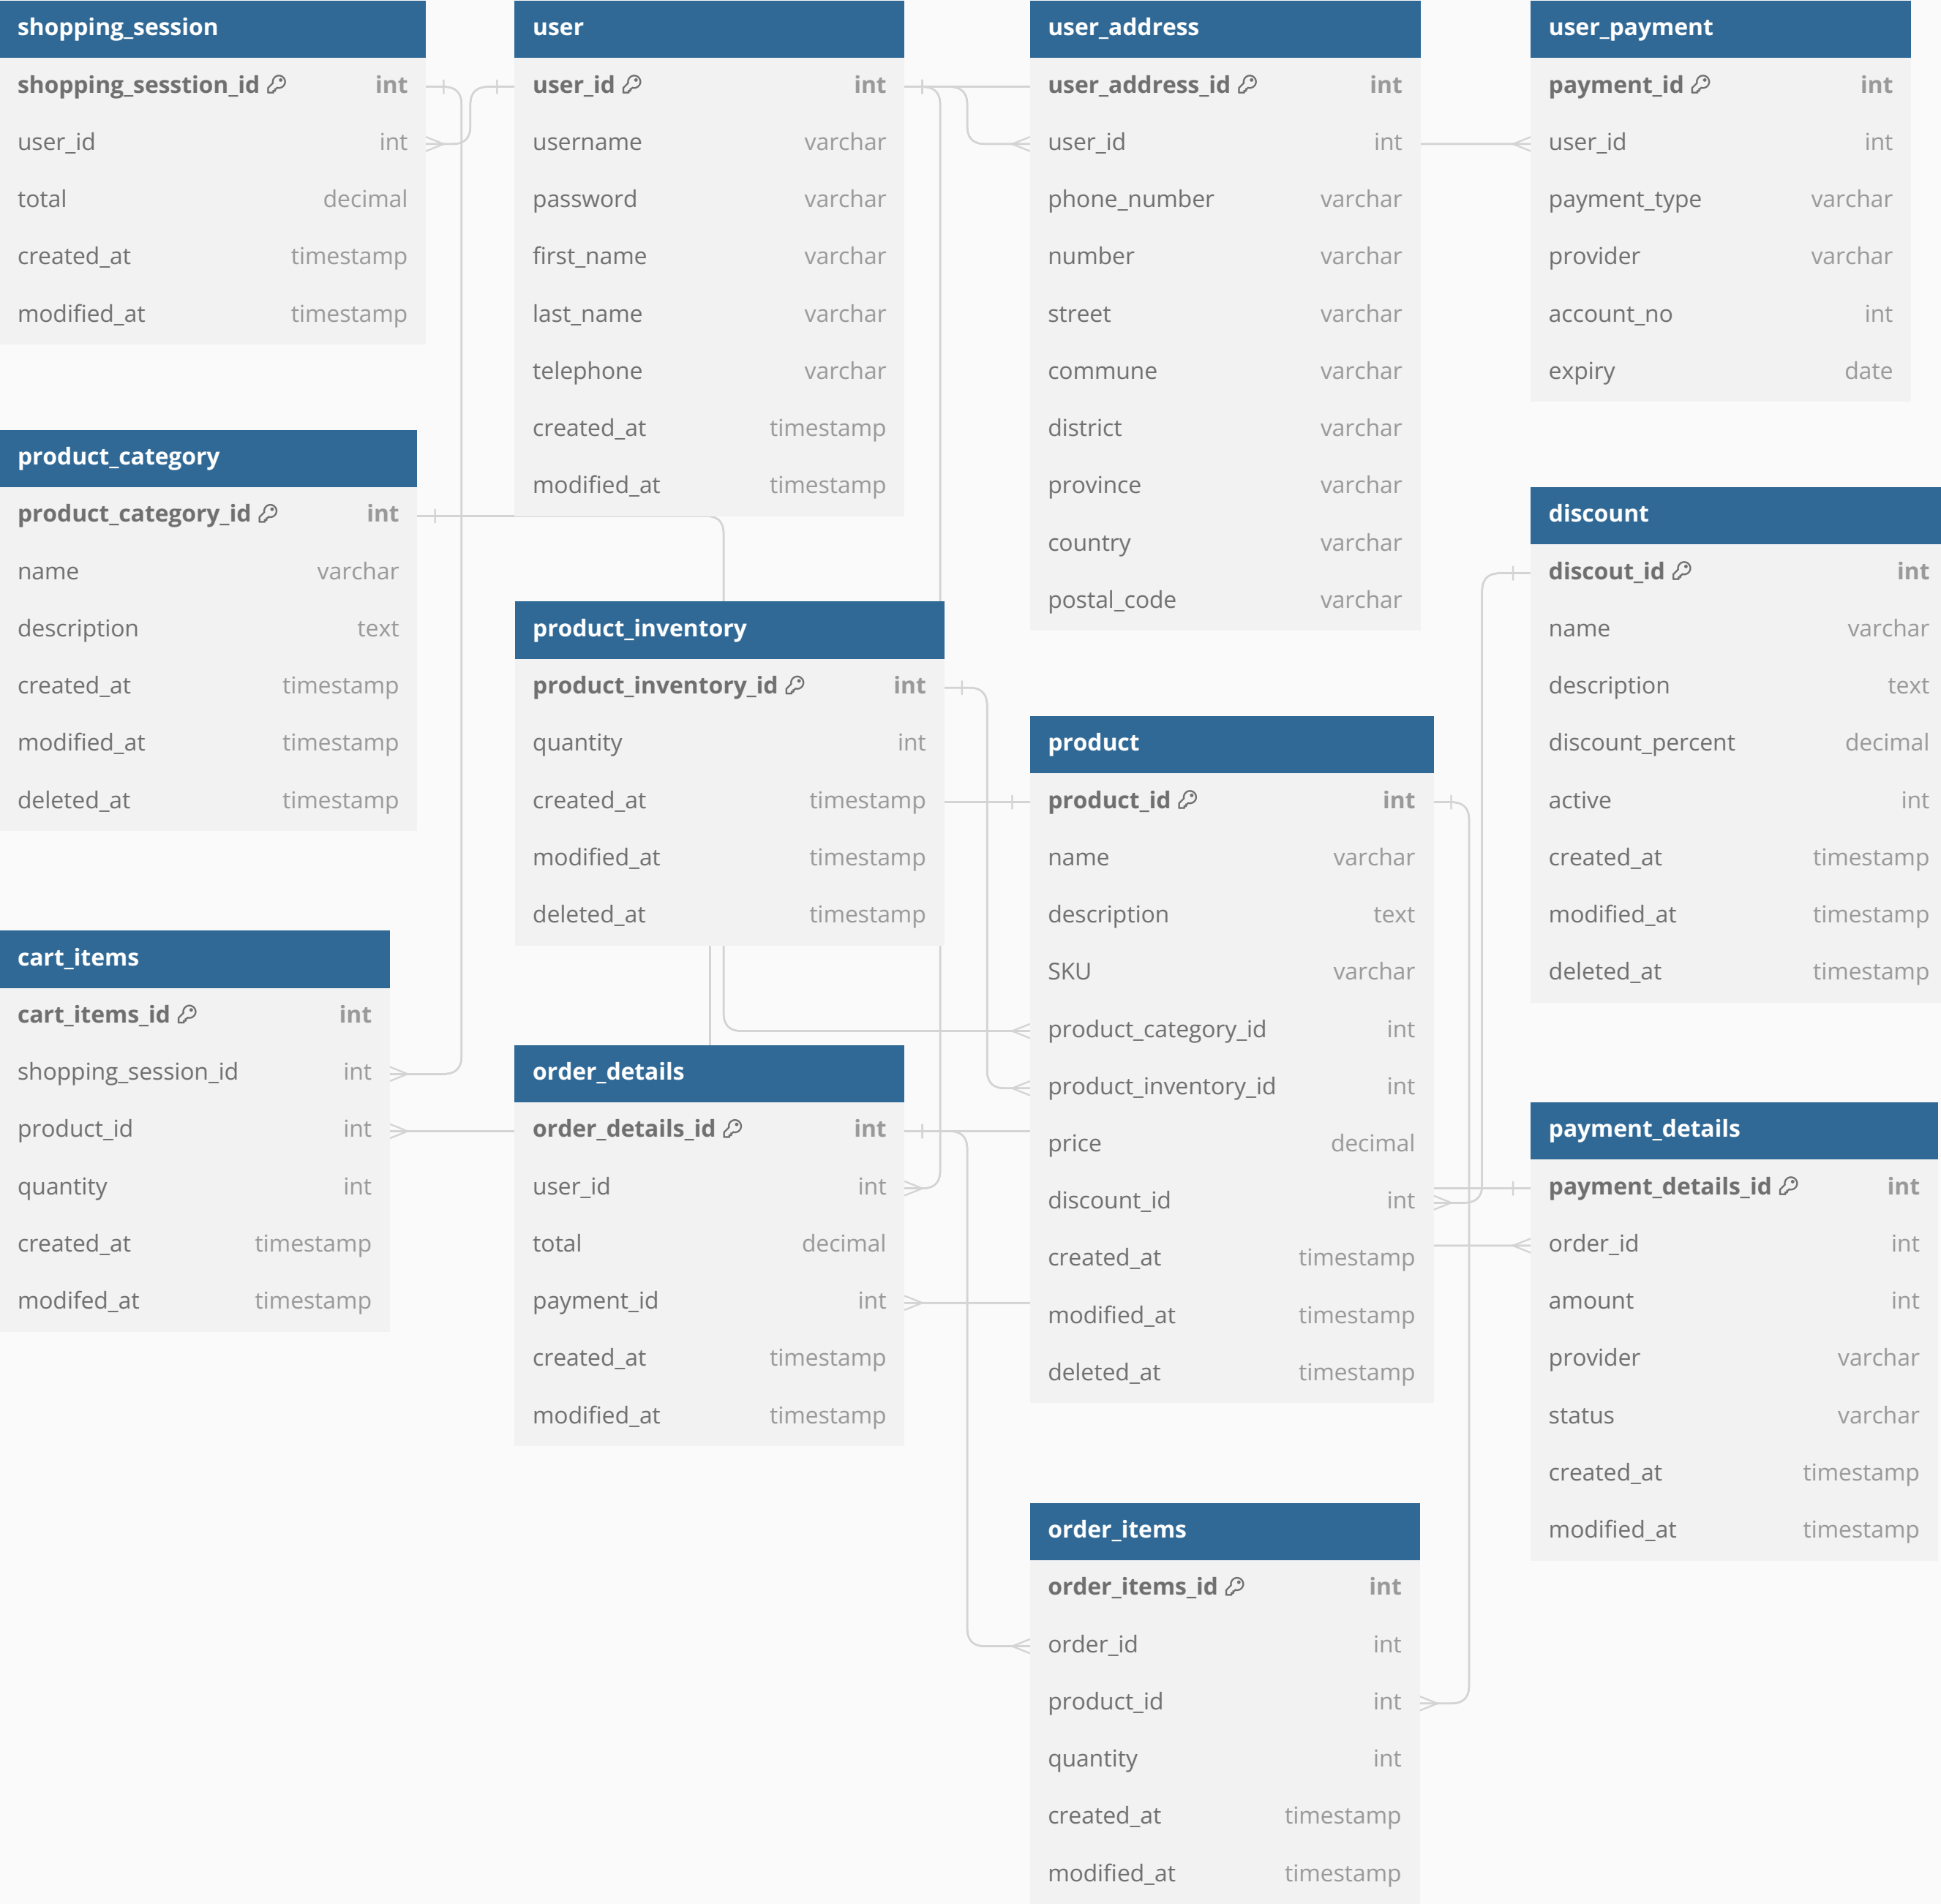 shopping_session
shopping_sesstion_id int
user_id int
total decimal
created_at timestamp
modified_at timestamp
user
user_id int
username varchar
password varchar
first_name varchar
last_name varchar
telephone varchar
created_at timestamp
modified_at timestamp
user_address
user_address_id int
user_id int
phone_number varchar
number varchar
street varchar
commune varchar
district varchar
province varchar
country varchar
postal_code varchar
user_payment
payment_id int
user_id int
payment_type varchar
provider varchar
account_no int
expiry date
product_category
product_category_id int
name varchar
description text
created_at timestamp
modified_at timestamp
deleted_at timestamp
product_inventory
product_inventory_id int
quantity int
created_at timestamp
modified_at timestamp
deleted_at timestamp
discount
discout_id int
name varchar
description text
discount_percent decimal
active int
created_at timestamp
modified_at timestamp
deleted_at timestamp
product
product_id int
name varchar
description text
SKU varchar
product_category_id int
product_inventory_id int
price decimal
discount_id int
created_at timestamp
modified_at timestamp
deleted_at timestamp
cart_items
cart_items_id int
shopping_session_id int
product_id int
quantity int
created_at timestamp
modifed_at timestamp
order_details
order_details_id int
user_id int
total decimal
payment_id int
created_at timestamp
modified_at timestamp
payment_details
payment_details_id int
order_id int
amount int
provider varchar
status varchar
created_at timestamp
modified_at timestamp
order_items
order_items_id int
order_id int
product_id int
quantity int
created_at timestamp
modified_at timestamp